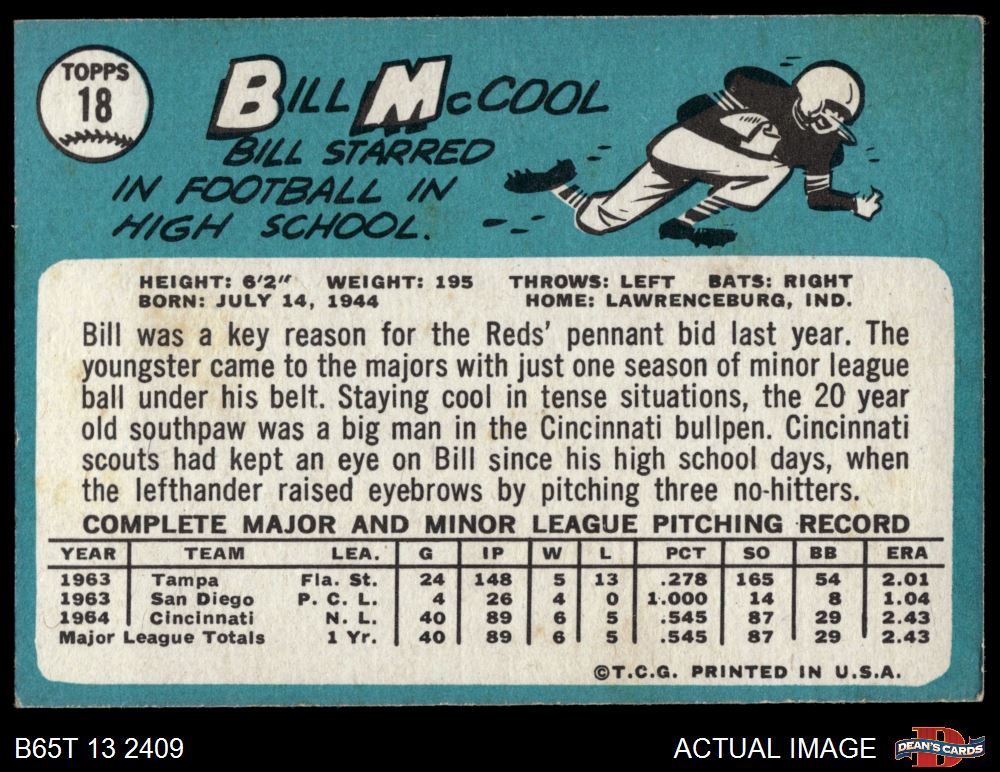 TOPPS
18
BILL McCOOL
BILL STARRED
IN FOOTBALL IN
HIGH SCHOOL.
HEIGHT: 6'2" WEIGHT: 195 THROWS: LEFT BATS: RIGHT
BORN: JULY 14, 1944 HOME: LAWRENCEBURG, IND.
Bill was a key reason for the Reds' pennant bid last year. The
youngster came to the majors with just one season of minor league
ball under his belt. Staying cool in tense situations, the 20 year
old southpaw was a big man in the Cincinnati bullpen. Cincinnati
scouts had kept an eye on Bill since his high school days, when
the lefthander raised eyebrows by pitching three no-hitters.
COMPLETE MAJOR AND MINOR LEAGUE PITCHING RECORD
YEAR TEAM LEA. G IP W L PCT SO BB ERA
1963 Tampa Fla. St. 24 148 5 13 .278 165 54 2.01
1963 San Diego P. C. L. 4 26 4 0 1.000 14 8 1.04
1964 Cincinnati N. L. 40 89 6 5 .545 87 29 2.43
Major League Totals 1 Yr. 40 89 6 5 .545 87 29 2.43
©T.C.G. PRINTED IN U.S.A.
B65T 13 2409 ACTUAL IMAGE
D
DEAN'S CARDS